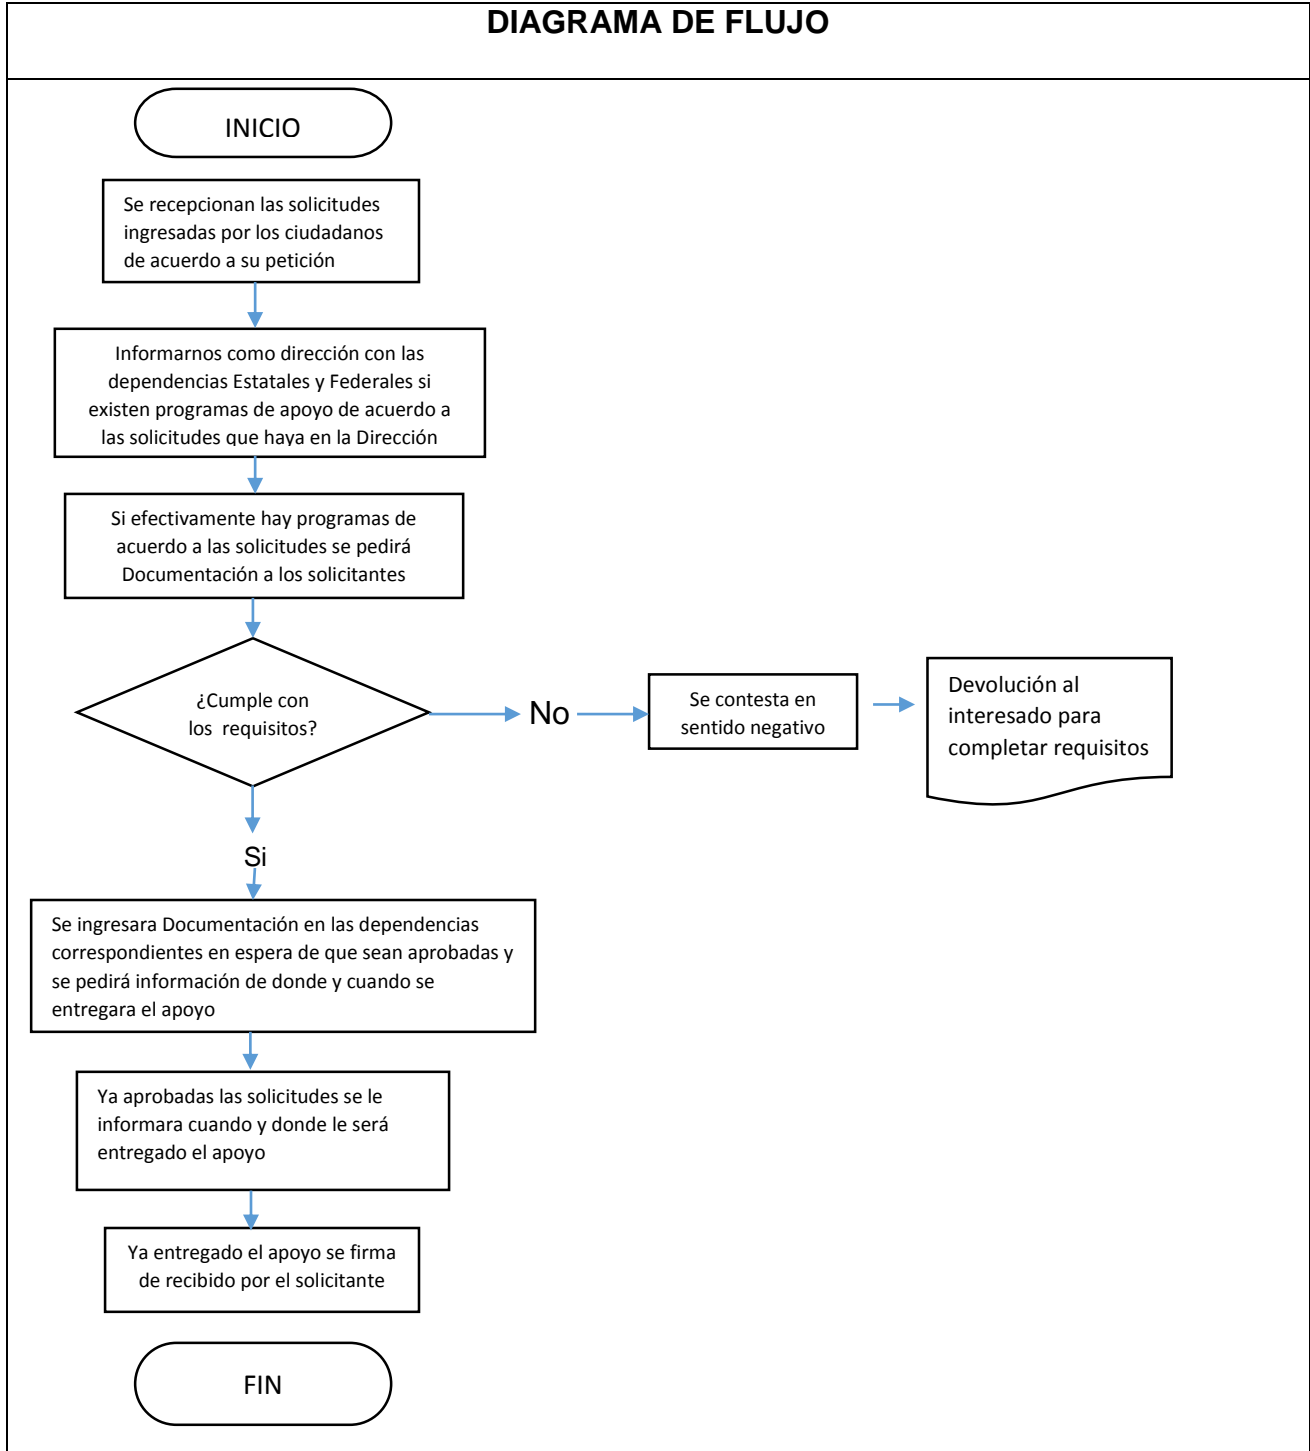 DIAGRAMA DE FLUJO
INICIO
Se recepcionan las solicitudes
ingresadas por los ciudadanos
de acuerdo a su petición
Informarnos como dirección con las
dependencias Estatales y Federales si
existen programas de apoyo de acuerdo a
las solicitudes que haya en la Dirección
Si efectivamente hay programas de
acuerdo a las solicitudes se pedirá
Documentación a los solicitantes
¿Cumple con
los requisitos?
No
Se contesta en
sentido negativo
Devolución al
interesado para
completar requisitos
Si
Se ingresara Documentación en las dependencias
correspondientes en espera de que sean aprobadas y
se pedirá información de donde y cuando se
entregara el apoyo
Ya aprobadas las solicitudes se le
informara cuando y donde le será
entregado el apoyo
Ya entregado el apoyo se firma
de recibido por el solicitante
FIN